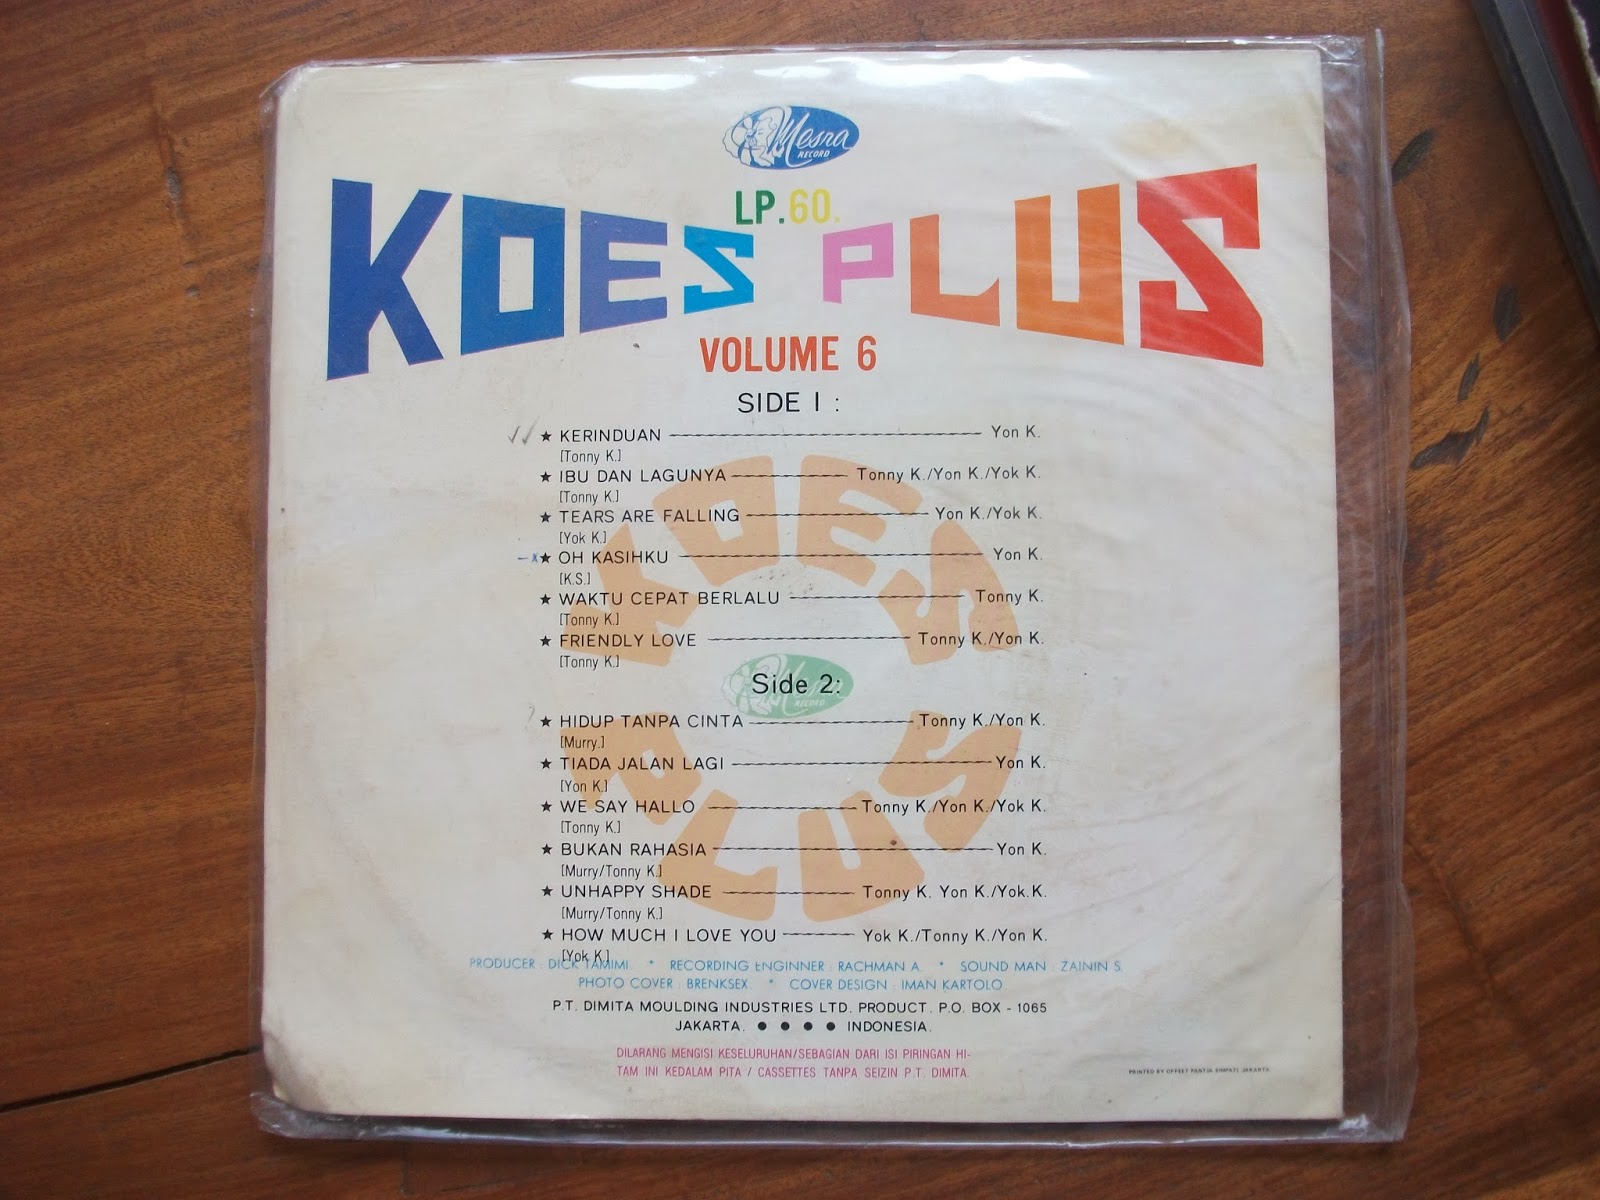 Mesra
RECORD
LP.60.
KOES PLUS
VOLUME 6
SIDE I :
★ KERINDUAN Yon K.
[Tonny K.]
★ IBU DAN LAGUNYA Tonny K./Yon K./Yok K.
[Tonny K.]
★ TEARS ARE FALLING Yon K./Yok K.
[Yok K.]
★ OH KASIHKU Yon K.
[K.S.]
★ WAKTU CEPAT BERLALU Tonny K.
[Tonny K.]
★ FRIENDLY LOVE Tonny K./Yon K.
[Tonny K.]
KOES PLUS
Mesra
RECORD
Side 2:
★ HIDUP TANPA CINTA Tonny K./Yon K.
[Murry.]
★ TIADA JALAN LAGI Yon K.
[Yon K.]
★ WE SAY HALLO Tonny K./Yon K./Yok K.
[Tonny K.]
★ BUKAN RAHASIA Yon K.
[Murry/Tonny K.]
★ UNHAPPY SHADE Tonny K. Yon K./Yok.K.
[Murry/Tonny K.]
★ HOW MUCH I LOVE YOU Yok K./Tonny K./Yon K.
[Yok K.]
PRODUCER : DICK TAMIMI. * RECORDING ENGINNER : RACHMAN A. * SOUND MAN : ZAININ S.
PHOTO COVER : BRENKSEX. * COVER DESIGN : IMAN KARTOLO
P.T. DIMITA MOULDING INDUSTRIES LTD. PRODUCT. P.O. BOX - 1065
JAKARTA. ● ● ● ● INDONESIA.
DILARANG MENGISI KESELURUHAN/SEBAGIAN DARI ISI PIRINGAN HI-
TAM INI KEDALAM PITA / CASSETTES TANPA SEIZIN P.T. DIMITA.
PRINTED BY OFFSET JAKARTA